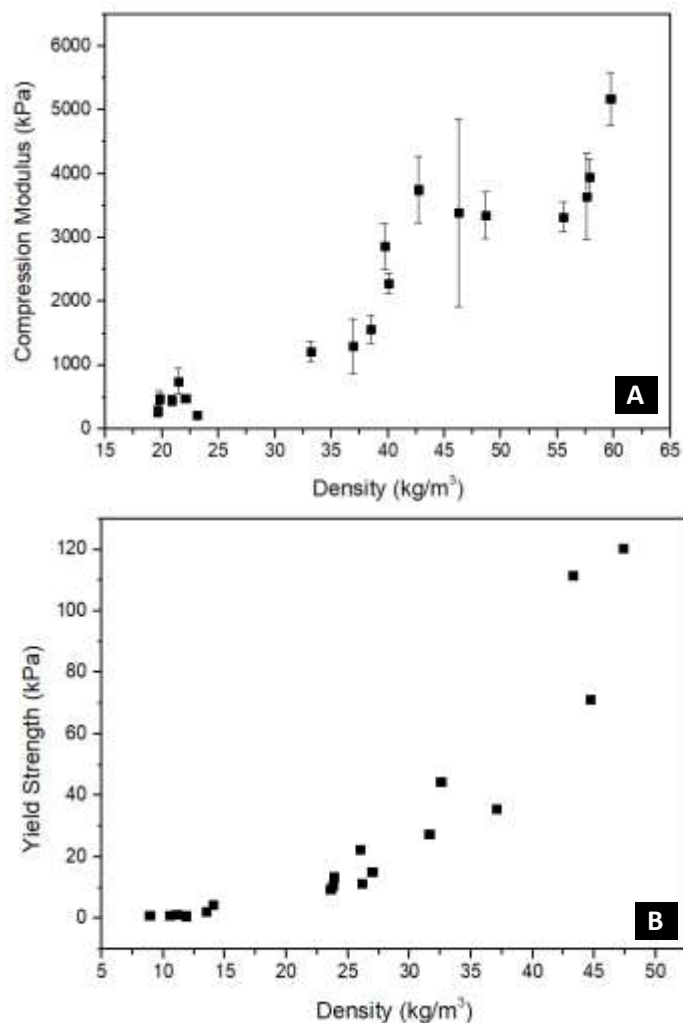 6000
5000
4000
3000
2000
1000
0
Compression Modulus (kPa)
A
15 20 25 30 35 40 45 50 55 60 65
Density (kg/m³)
120
100
80
60
40
20
0
Yield Strength (kPa)
B
5 10 15 20 25 30 35 40 45 50
Density (kg/m³)